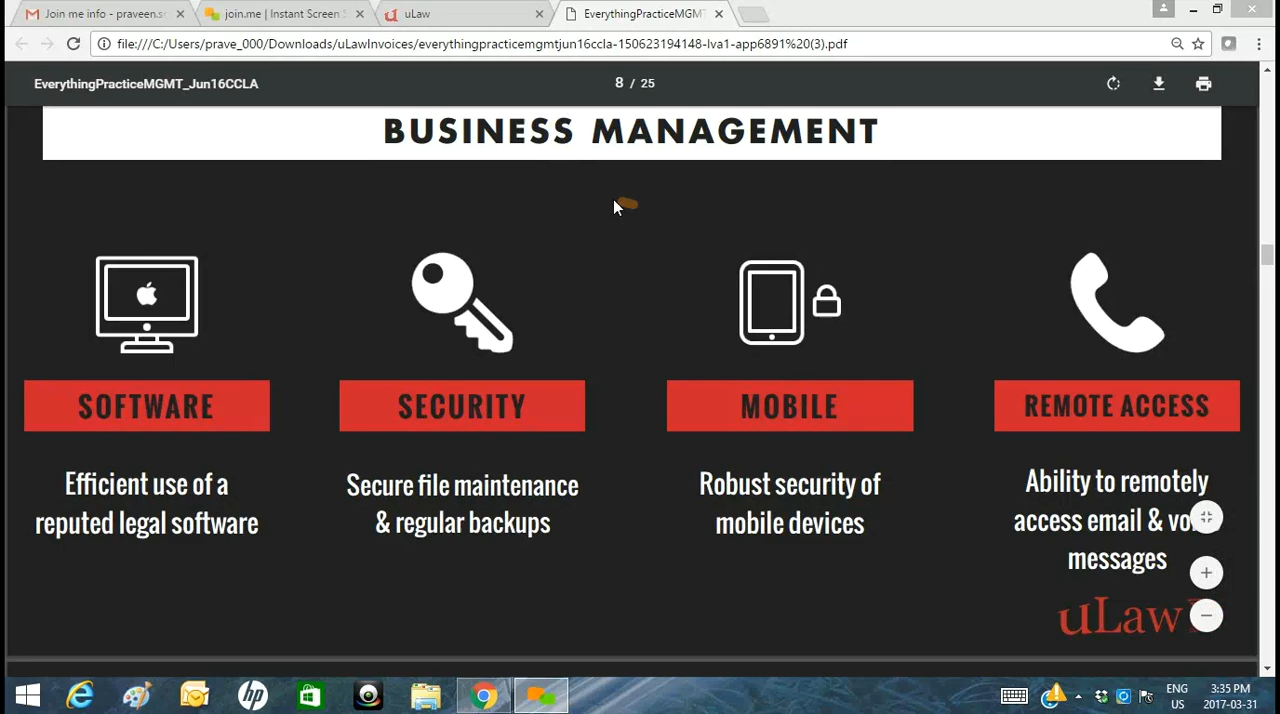 Join me info - praveen.s
join.me | Instant Screen S
uLaw
EverythingPracticeMGMT
file:///C:/Users/prave_000/Downloads/uLawInvoices/everythingpracticemgmtjun16ccla-150623194148-lva1-app6891%20(3).pdf
EverythingPracticeMGMT_Jun16CCLA
8 / 25
BUSINESS MANAGEMENT
SOFTWARE
Efficient use of a
reputed legal software
SECURITY
Secure file maintenance
& regular backups
MOBILE
Robust security of
mobile devices
REMOTE ACCESS
Ability to remotely
access email & vo
messages
uLaw
hp
ENG
US
3:35 PM
2017-03-31